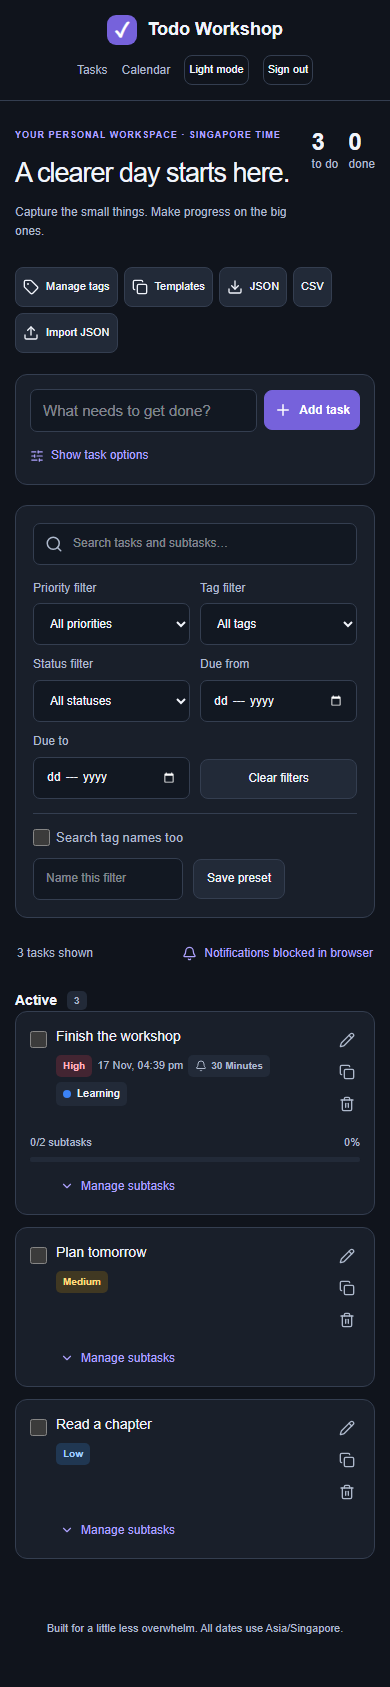 Todo Workshop
Tasks Calendar Light mode Sign out
YOUR PERSONAL WORKSPACE · SINGAPORE TIME
A clearer day starts here.
Capture the small things. Make progress on the big
ones.
3 0
to do done
Manage tags Templates JSON CSV
Import JSON
What needs to get done? Add task
Show task options
Search tasks and subtasks...
Priority filter Tag filter
All priorities All tags
Status filter Due from
All statuses dd — yyyy
Due to
dd — yyyy Clear filters
Search tag names too
Name this filter Save preset
3 tasks shown Notifications blocked in browser
Active 3
Finish the workshop
High 17 Nov, 04:39 pm 30 Minutes
Learning
0/2 subtasks 0%
Manage subtasks
Plan tomorrow
Medium
Manage subtasks
Read a chapter
Low
Manage subtasks
Built for a little less overwhelm. All dates use Asia/Singapore.